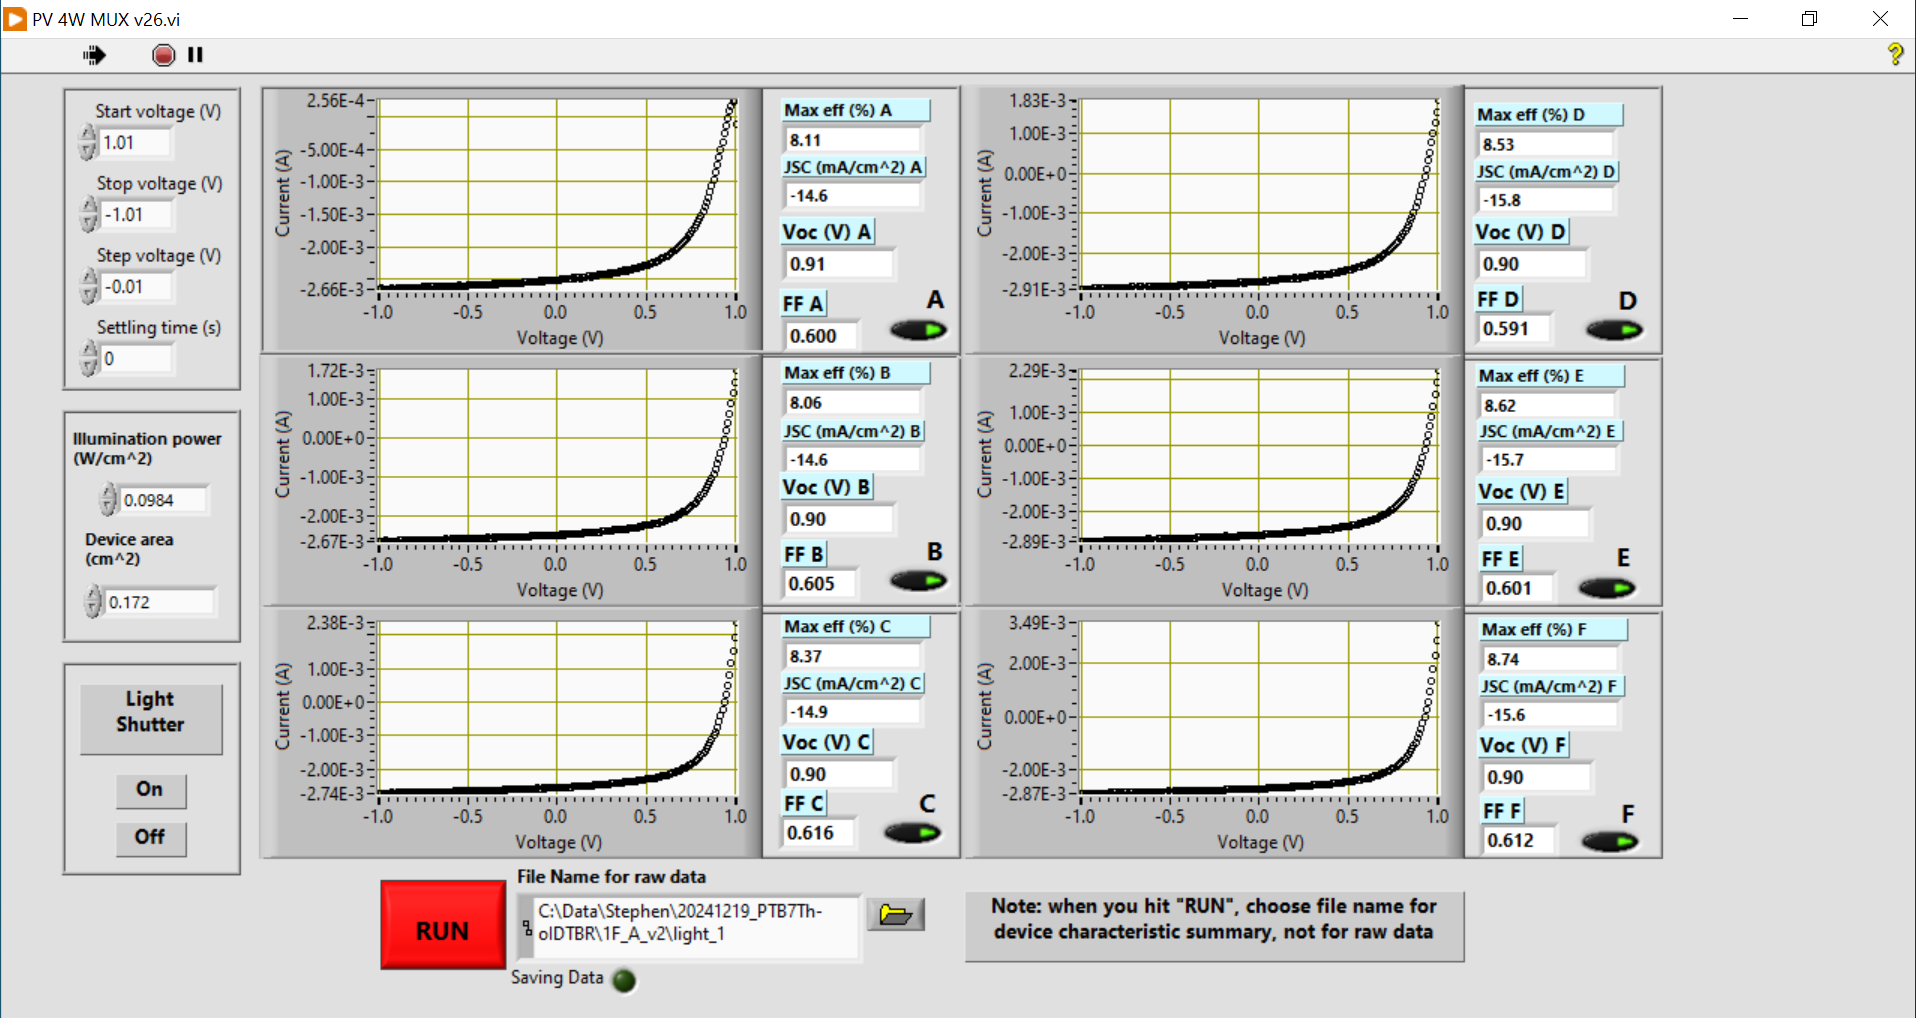 PV 4W MUX v26.vi
Start voltage (V)
1.01
Stop voltage (V)
-1.01
Step voltage (V)
-0.01
Settling time (s)
0
Illumination power
(W/cm^2)
0.0984
Device area
(cm^2)
0.172
Light
Shutter
On
Off
2.56E-4
-5.00E-4
-1.00E-3
-1.50E-3
-2.00E-3
-2.66E-3
Current (A)
-1.0 -0.5 0.0 0.5 1.0
Voltage (V)
Max eff (%) A
8.11
JSC (mA/cm^2) A
-14.6
Voc (V) A
0.91
FF A
0.600
A
1.83E-3
1.00E-3
0.00E+0
-1.00E-3
-2.00E-3
-2.91E-3
Current (A)
-1.0 -0.5 0.0 0.5 1.0
Voltage (V)
Max eff (%) D
8.53
JSC (mA/cm^2) D
-15.8
Voc (V) D
0.90
FF D
0.591
D
1.72E-3
1.00E-3
0.00E+0
-1.00E-3
-2.00E-3
-2.67E-3
Current (A)
-1.0 -0.5 0.0 0.5 1.0
Voltage (V)
Max eff (%) B
8.06
JSC (mA/cm^2) B
-14.6
Voc (V) B
0.90
FF B
0.605
B
2.29E-3
1.00E-3
0.00E+0
-1.00E-3
-2.00E-3
-2.89E-3
Current (A)
-1.0 -0.5 0.0 0.5 1.0
Voltage (V)
Max eff (%) E
8.62
JSC (mA/cm^2) E
-15.7
Voc (V) E
0.90
FF E
0.601
E
2.38E-3
1.00E-3
0.00E+0
-1.00E-3
-2.00E-3
-2.74E-3
Current (A)
-1.0 -0.5 0.0 0.5 1.0
Voltage (V)
Max eff (%) C
8.37
JSC (mA/cm^2) C
-14.9
Voc (V) C
0.90
FF C
0.616
C
3.49E-3
2.00E-3
0.00E+0
-2.00E-3
-2.87E-3
Current (A)
-1.0 -0.5 0.0 0.5 1.0
Voltage (V)
Max eff (%) F
8.74
JSC (mA/cm^2) F
-15.6
Voc (V) F
0.90
FF F
0.612
F
RUN
File Name for raw data
C:\Data\Stephen\20241219_PTB7Th-
oIDTBR\1F_A_v2\light_1
Saving Data
Note: when you hit "RUN", choose file name for
device characteristic summary, not for raw data